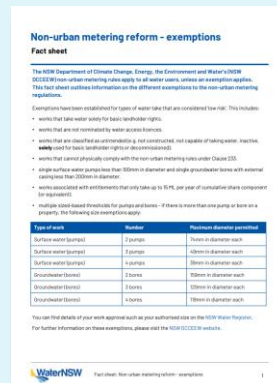 Non-urban metering reform - exemptions
Fact sheet
The NSW Department of Climate Change, Energy, the Environment and Water's (NSW
DCCEEW) non-urban metering rules apply to all water users, unless an exemption applies.
This fact sheet outlines information on the different exemptions to the non-urban metering
regulations.
Exemptions have been established for types of water take that are considered low risk. This includes:
• works that take water solely for basic landholder rights.
• works that are not nominated by water access licences.
• works that are classified as unintended (e.g. not constructed, not capable of taking water, inactive,
solely used for basic landholder rights or decommissioned).
• works that cannot physically comply with the non-urban metering rules under Clause 233.
• single surface water pumps less than 100mm in diameter and single groundwater bores with external
casing less than 200mm in diameter.
• works associated with entitlements that only take up to 15 ML per year of cumulative share component
(or equivalent).
• multiple sized-based thresholds for pumps and bores - if there is more than one pump or bore on a
property, the following size exemptions apply.
Type of work Number Maximum diameter permitted
Surface water (pumps) 2 pumps 74mm in diameter each
Surface water (pumps) 3 pumps 49mm in diameter each
Surface water (pumps) 4 pumps 39mm in diameter each
Groundwater (bores) 2 bores 159mm in diameter each
Groundwater (bores) 3 bores 129mm in diameter each
Groundwater (bores) 4 bores 119mm in diameter each
You can find details of your work approval such as your authorised size on the NSW Water Register.
For further information on these exemptions, please visit the NSW DCCEEW website.
WaterNSW
Fact sheet: Non-urban metering reform - exemptions
1